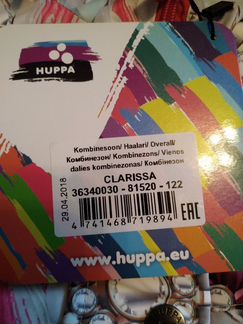 HUPPA
Kombinesoon/ Haalari/ Overall/
Комбинезон/ Kombinezons/ Vienos
dalies kombinezonas/ Комбінезон
CLARISSA
36340030 - 81520 - 122
29.04.2018
4 741468 719894
EAC
www.huppa.eu